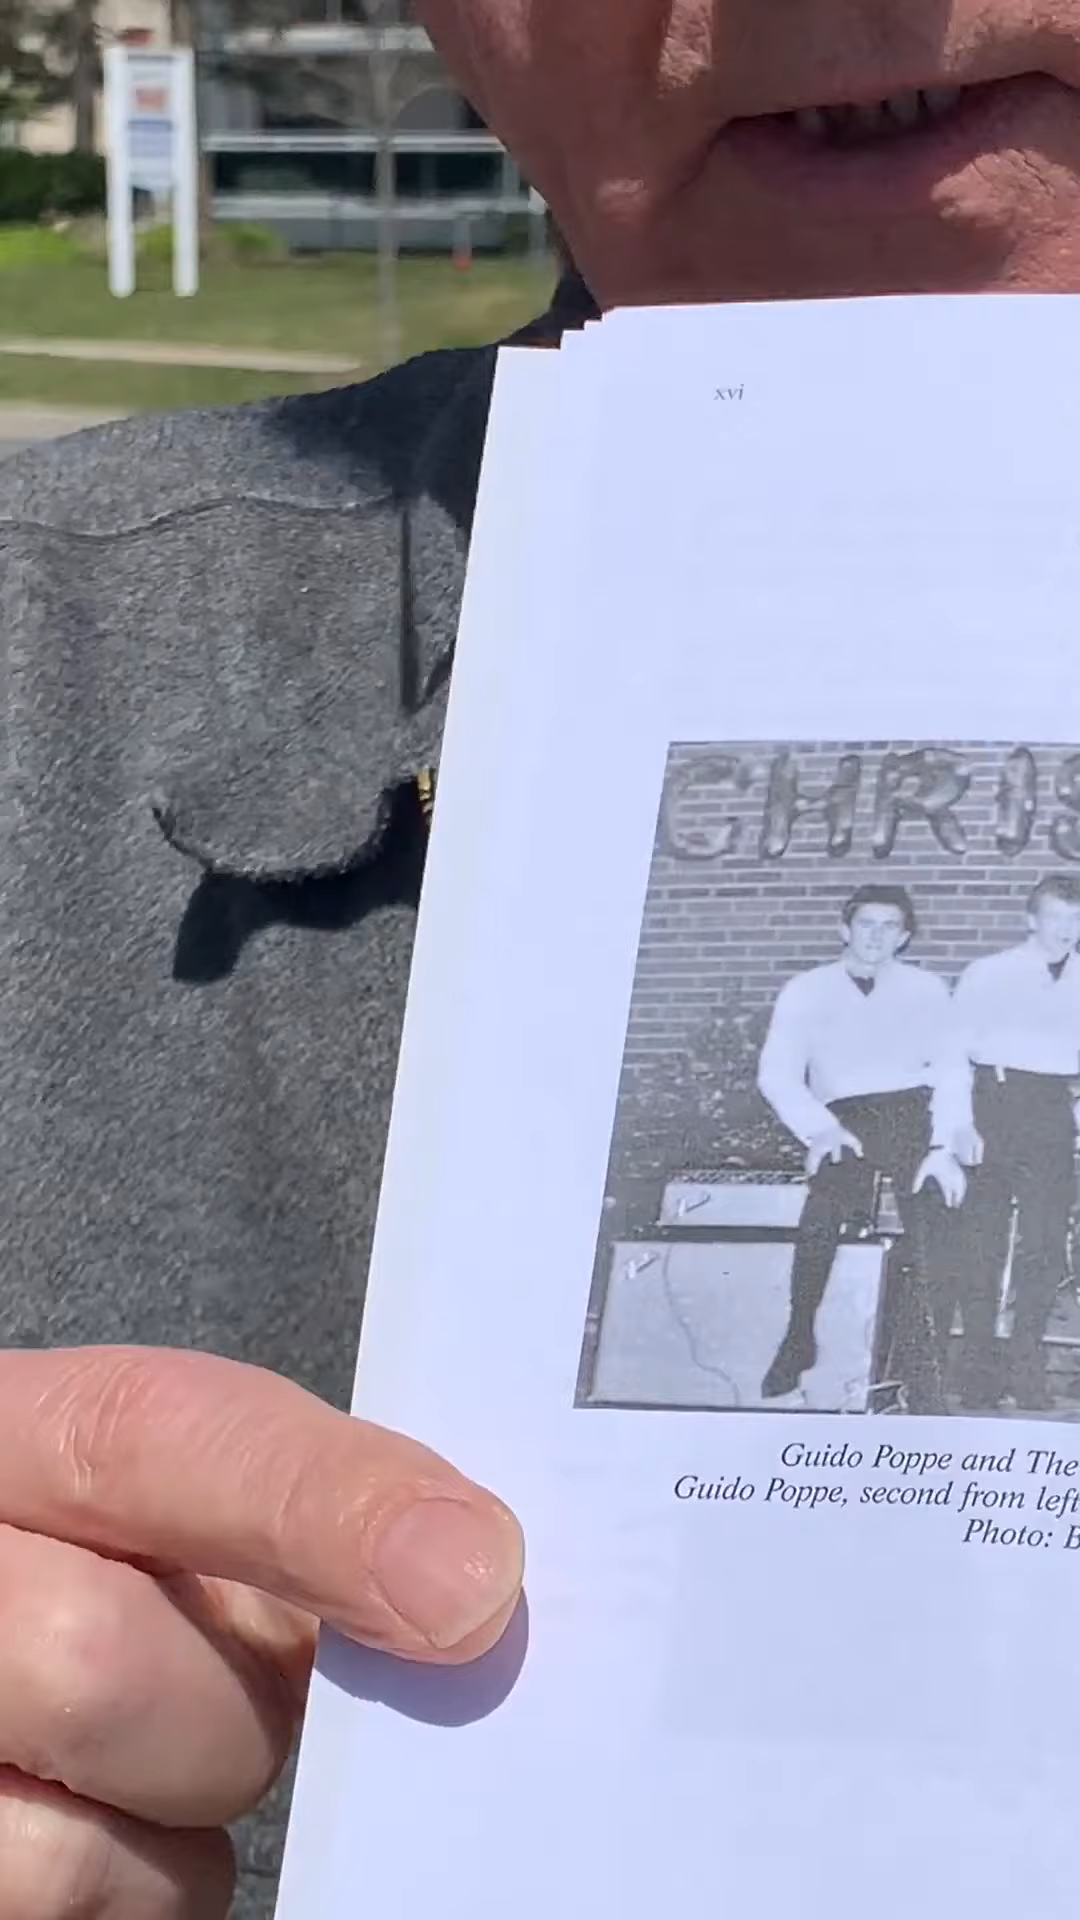 xvi
CHRIS
Guido Poppe and The
Guido Poppe, second from left
Photo: B